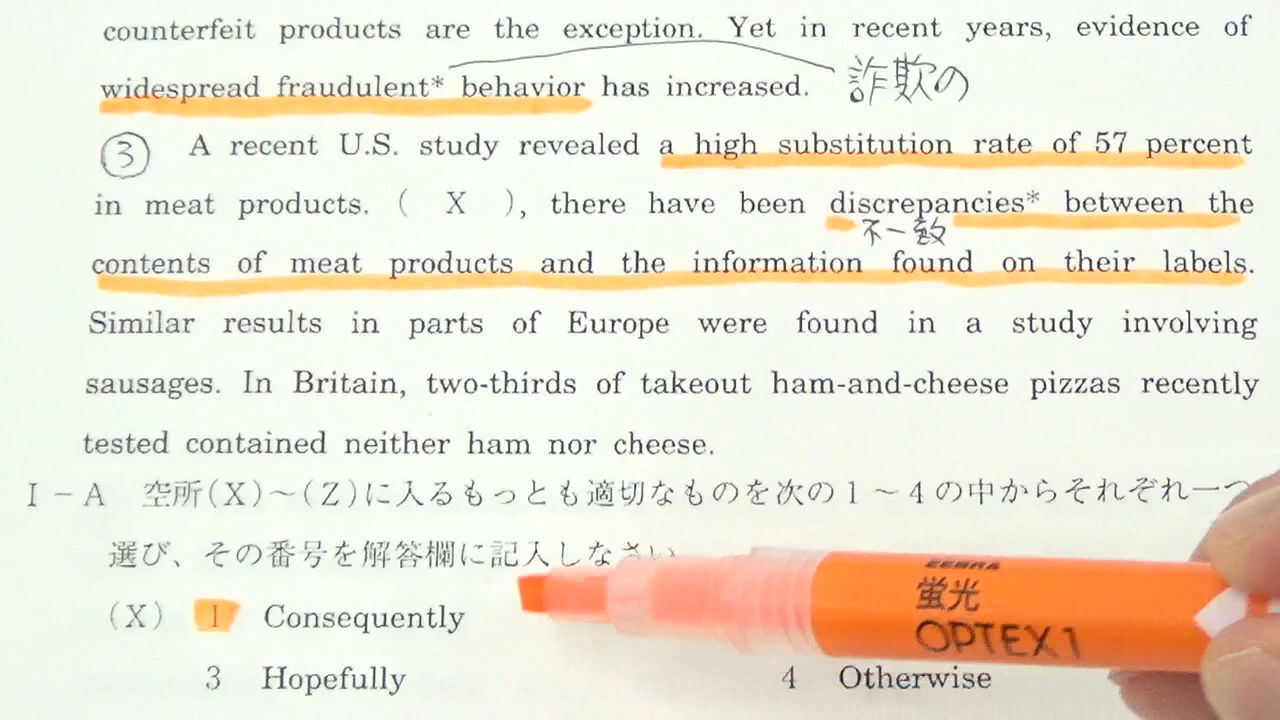 counterfeit products are the exception. Yet in recent years, evidence of
widespread fraudulent* behavior has increased. 詐欺の
③ A recent U.S. study revealed a high substitution rate of 57 percent
in meat products. ( X ), there have been discrepancies* between the
不一致
contents of meat products and the information found on their labels.
Similar results in parts of Europe were found in a study involving
sausages. In Britain, two-thirds of takeout ham-and-cheese pizzas recently
tested contained neither ham nor cheese.
I－A 空所(X)～(Z)に入るもっとも適切なものを次の1～4の中からそれぞれ一つ
選び、その番号を解答欄に記入しなさい
(X) 1 Consequently
ZEBRA
蛍光
OPTEX 1
3 Hopefully 4 Otherwise